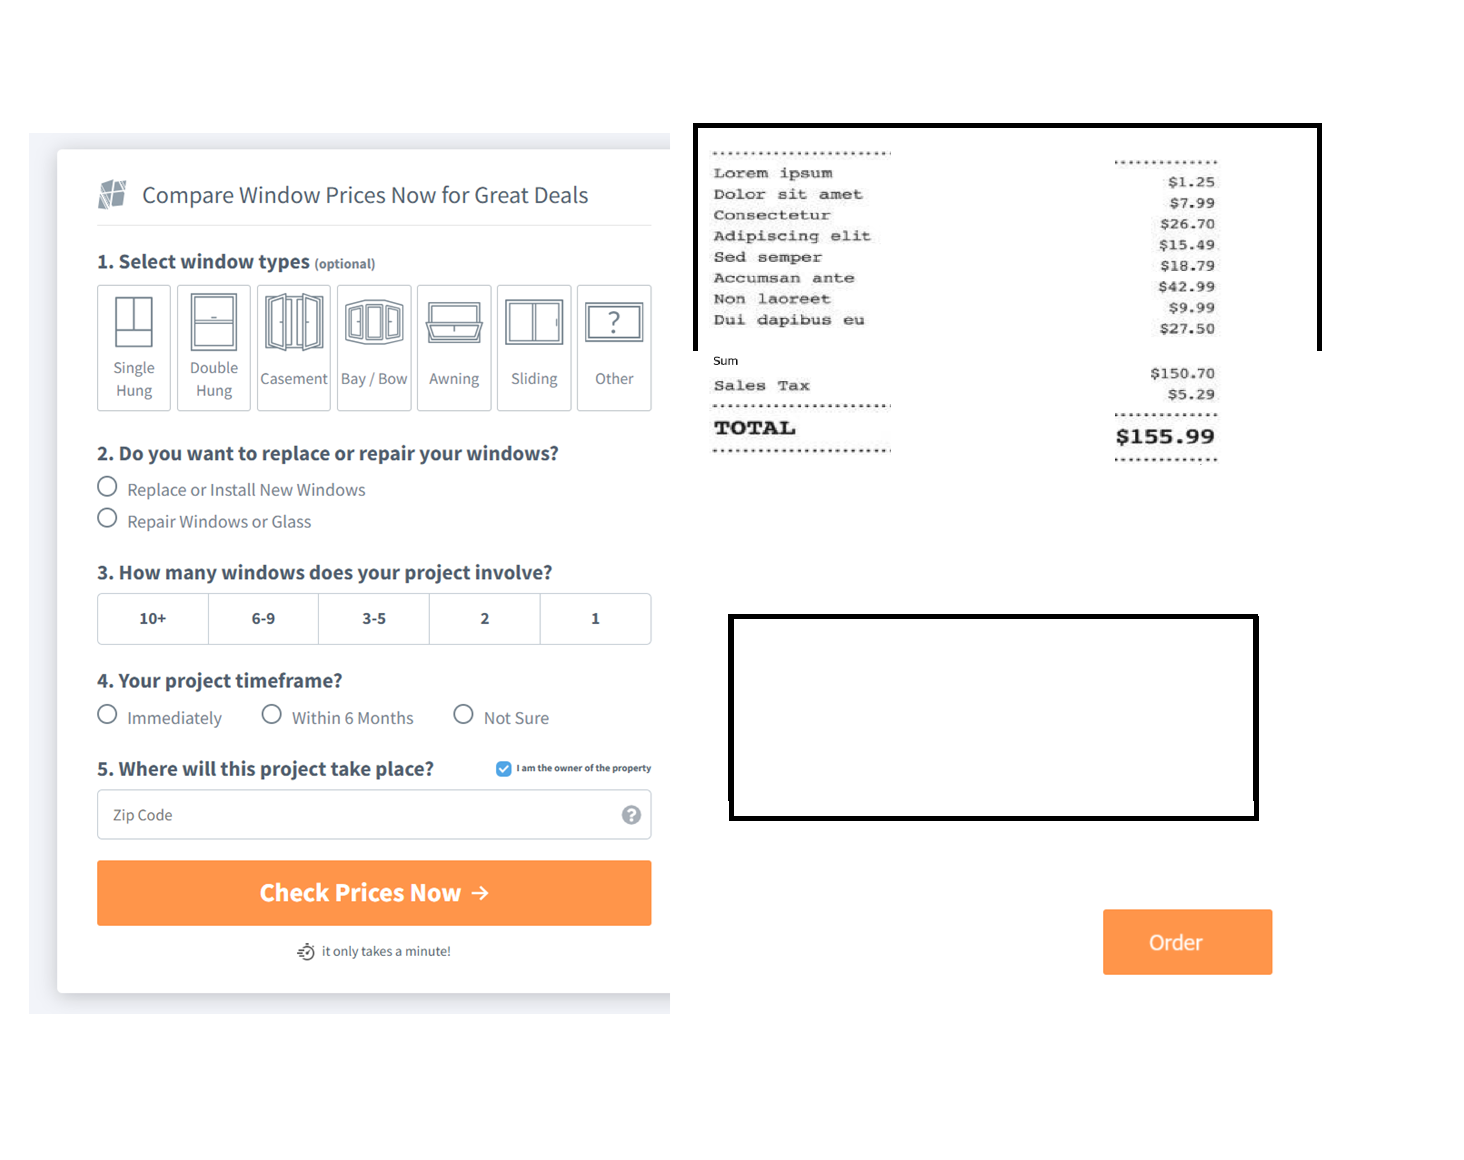 Compare Window Prices Now for Great Deals
1. Select window types (optional)
Single Hung
Double Hung
Casement
Bay / Bow
Awning
Sliding
?
Other
2. Do you want to replace or repair your windows?
Replace or Install New Windows
Repair Windows or Glass
3. How many windows does your project involve?
10+ 6-9 3-5 2 1
4. Your project timeframe?
Immediately Within 6 Months Not Sure
5. Where will this project take place? I am the owner of the property
Zip Code ?
Check Prices Now →
it only takes a minute!
Lorem ipsum $1.25
Dolor sit amet $7.99
Consectetur $26.70
Adipiscing elit $15.49
Sed semper $18.79
Accumsan ante $42.99
Non laoreet $9.99
Dui dapibus eu $27.50
Sum $150.70
Sales Tax $5.29
TOTAL $155.99
Order